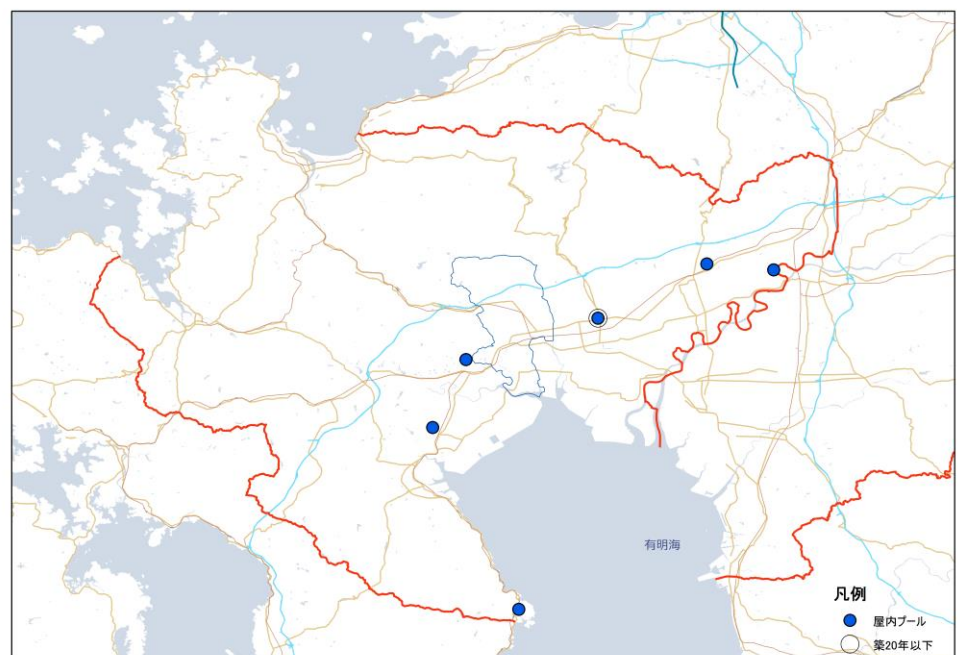 有明海
凡例
屋内プール
築20年以下